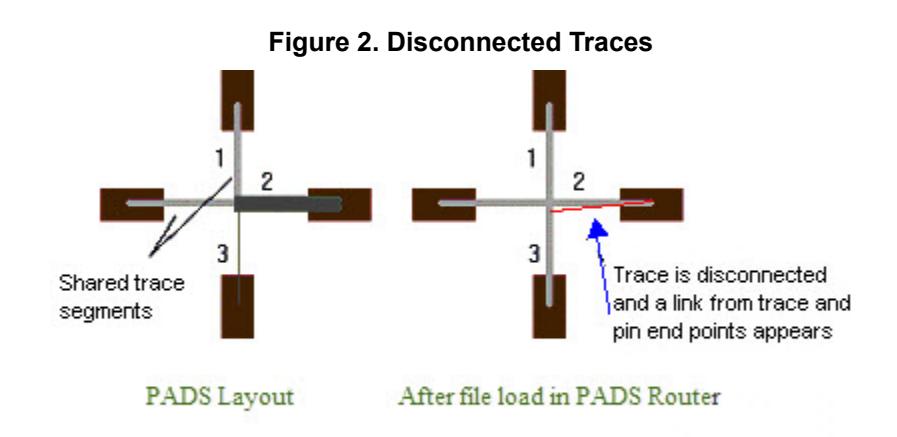 Figure 2. Disconnected Traces
1
2
3
Shared trace
segments
1
2
3
Trace is disconnected
and a link from trace and
pin end points appears
PADS Layout
After file load in PADS Router